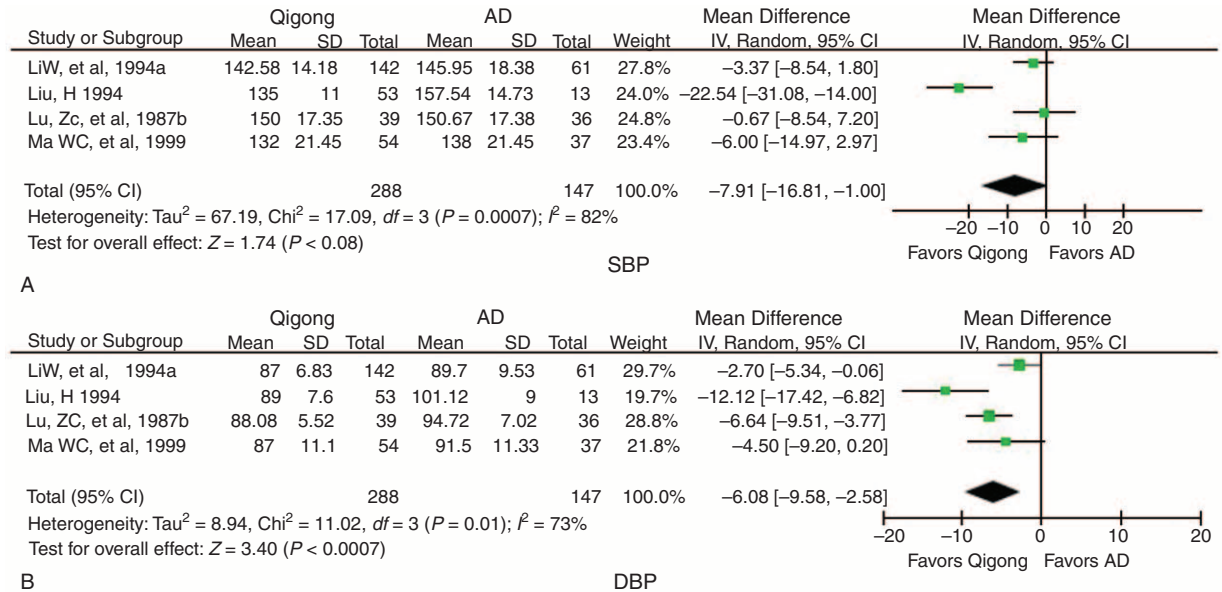 Qigong AD Mean Difference Mean Difference
Study or Subgroup Mean SD Total Mean SD Total Weight IV, Random, 95% CI IV, Random, 95% CI
LiW, et al, 1994a 142.58 14.18 142 145.95 18.38 61 27.8% −3.37 [−8.54, 1.80]
Liu, H 1994 135 11 53 157.54 14.73 13 24.0% −22.54 [−31.08, −14.00]
Lu, Zc, et al, 1987b 150 17.35 39 150.67 17.38 36 24.8% −0.67 [−8.54, 7.20]
Ma WC, et al, 1999 132 21.45 54 138 21.45 37 23.4% −6.00 [−14.97, 2.97]
Total (95% CI) 288 147 100.0% −7.91 [−16.81, −1.00]
Heterogeneity: Tau² = 67.19, Chi² = 17.09, df = 3 (P = 0.0007); I² = 82%
−20 −10 0 10 20
Test for overall effect: Z = 1.74 (P < 0.08)
Favors Qigong Favors AD
SBP
A
Qigong AD Mean Difference Mean Difference
Study or Subgroup Mean SD Total Mean SD Total Weight IV, Random, 95% CI IV, Random, 95% CI
LiW, et al, 1994a 87 6.83 142 89.7 9.53 61 29.7% −2.70 [−5.34, −0.06]
Liu, H 1994 89 7.6 53 101.12 9 13 19.7% −12.12 [−17.42, −6.82]
Lu, ZC, et al, 1987b 88.08 5.52 39 94.72 7.02 36 28.8% −6.64 [−9.51, −3.77]
Ma WC, et al, 1999 87 11.1 54 91.5 11.33 37 21.8% −4.50 [−9.20, 0.20]
Total (95% CI) 288 147 100.0% −6.08 [−9.58, −2.58]
Heterogeneity: Tau² = 8.94, Chi² = 11.02, df = 3 (P = 0.01); I² = 73%
−20 −10 0 10 20
Test for overall effect: Z = 3.40 (P < 0.0007)
Favors Qigong Favors AD
B
DBP